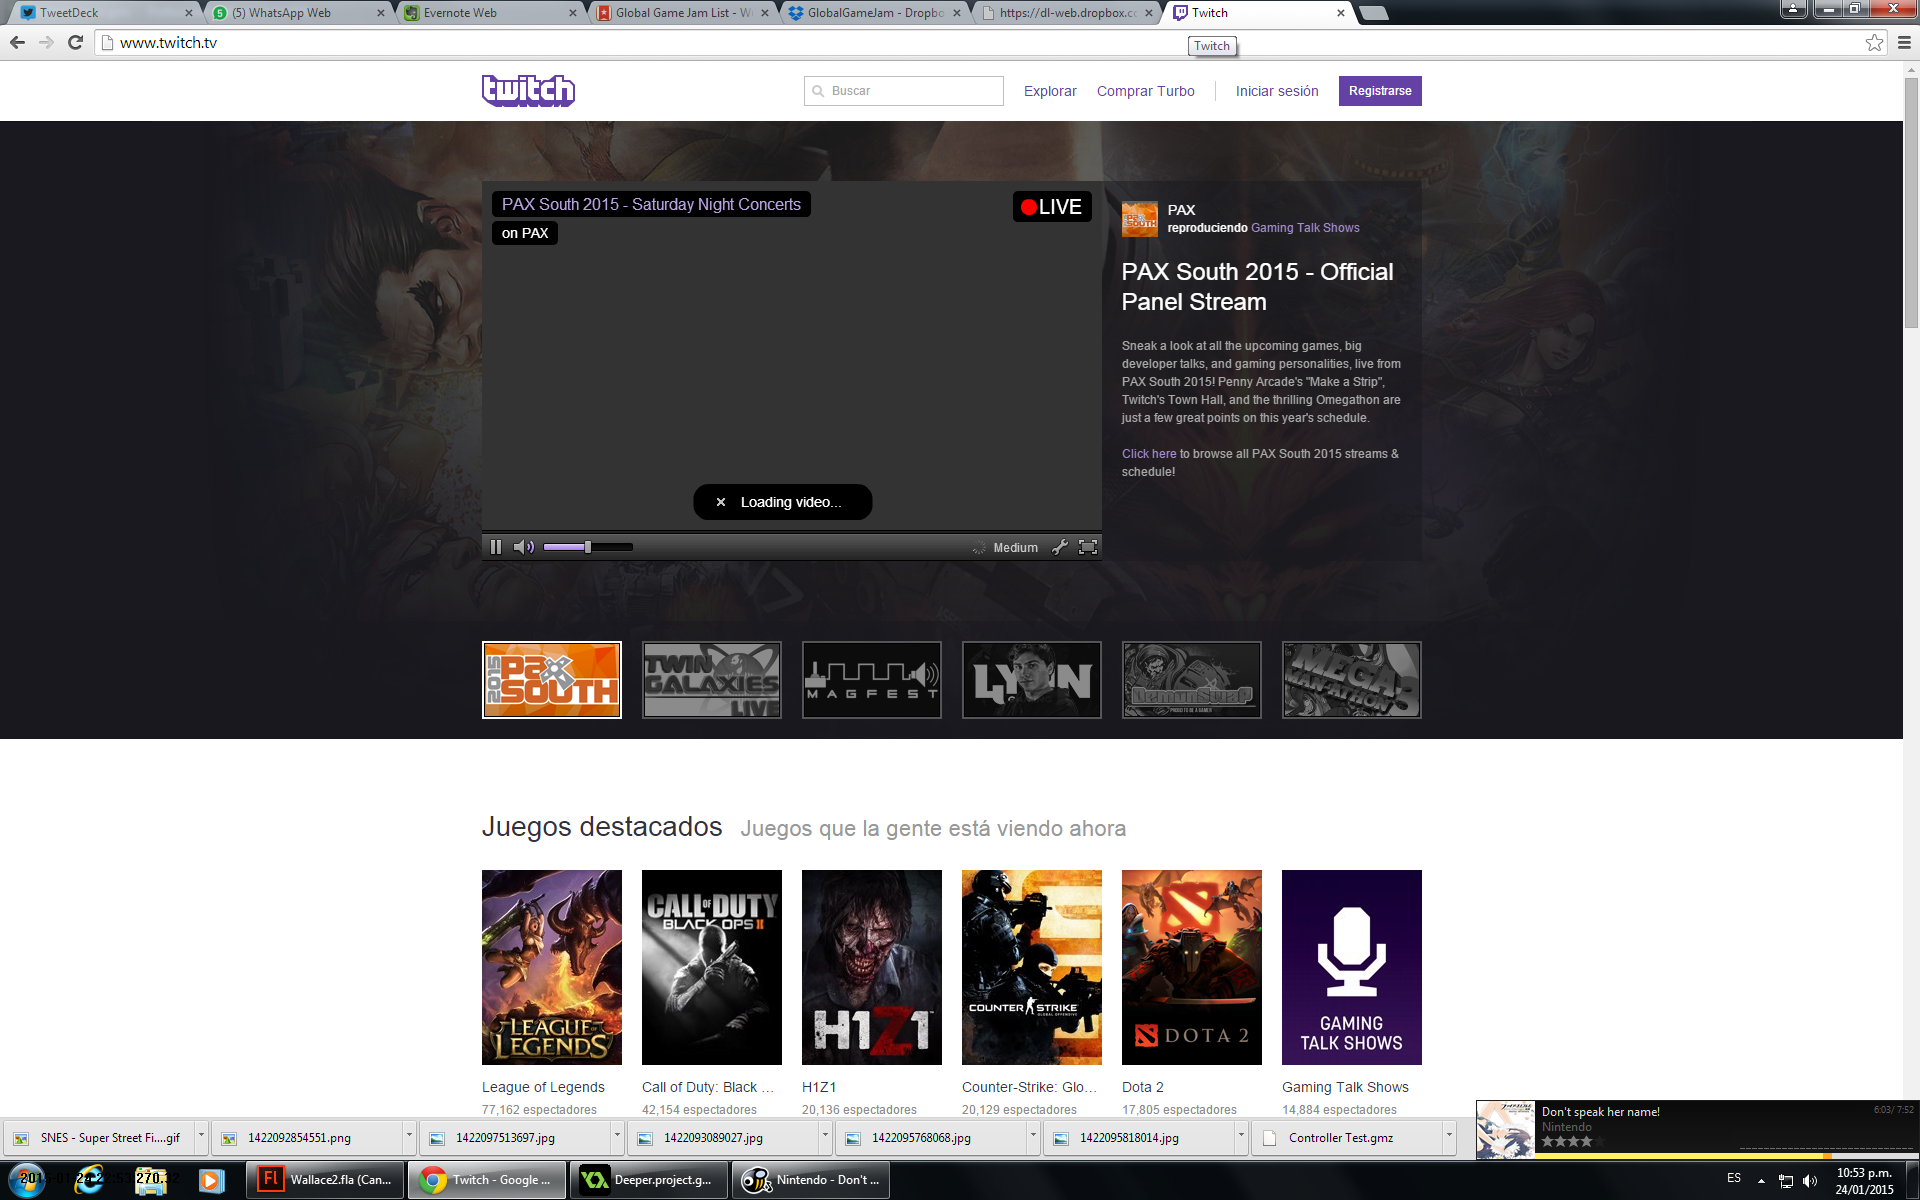 TweetDeck
(5) WhatsApp Web
Evernote Web
Global Game Jam List - W
GlobalGameJam - Dropbo
https://dl-web.dropbox.c
Twitch
www.twitch.tv
Twitch
twitch
Buscar
Explorar
Comprar Turbo
Iniciar sesión
Registrarse
PAX South 2015 - Saturday Night Concerts
on PAX
LIVE
PAX
reproduciendo Gaming Talk Shows
PAX South 2015 - Official
Panel Stream
Sneak a look at all the upcoming games, big
developer talks, and gaming personalities, live from
PAX South 2015! Penny Arcade's "Make a Strip",
Twitch's Town Hall, and the thrilling Omegathon are
just a few great points on this year's schedule.
Click here to browse all PAX South 2015 streams &
schedule!
Loading video...
Medium
2015 PAX SOUTH
TWIN GALAXIES LIVE
MAGFEST
LYON
DemonSwap
MEGA MAN-ATHON 3
Juegos destacados Juegos que la gente está viendo ahora
LEAGUE OF LEGENDS
CALL OF DUTY BLACK OPS II
H1Z1
COUNTER STRIKE GLOBAL OFFENSIVE
DOTA 2
GAMING TALK SHOWS
League of Legends
Call of Duty: Black ...
H1Z1
Counter-Strike: Glo...
Dota 2
Gaming Talk Shows
77,162 espectadores
42,154 espectadores
20,136 espectadores
20,129 espectadores
17,805 espectadores
14,884 espectadores
Don't speak her name!
6:03/ 7:52
Nintendo
SNES - Super Street Fi....gif
1422092854551.png
1422097513697.jpg
1422093089027.jpg
1422095768068.jpg
1422095818014.jpg
Controller Test.gmz
Wallace2.fla (Can...
Twitch - Google ...
Deeper.project.g...
Nintendo - Don't ...
ES
10:53 p.m.
24/01/2015